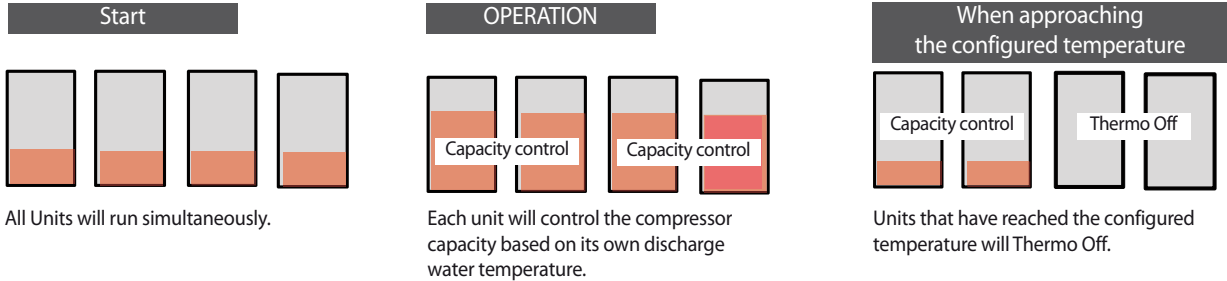 Start
All Units will run simultaneously.
OPERATION
Capacity control
Capacity control
Each unit will control the compressor
capacity based on its own discharge
water temperature.
When approaching
the configured temperature
Capacity control
Thermo Off
Units that have reached the configured
temperature will Thermo Off.